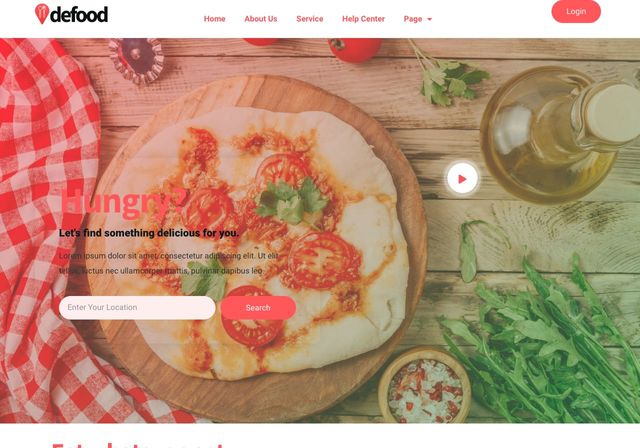 defood
Home
About Us
Service
Help Center
Page
Login
Hungry?
Let's find something delicious for you.
Lorem ipsum dolor sit amet, consectetur adipiscing elit. Ut elit
tellus, luctus nec ullamcorper mattis, pulvinar dapibus leo.
Enter Your Location
Search